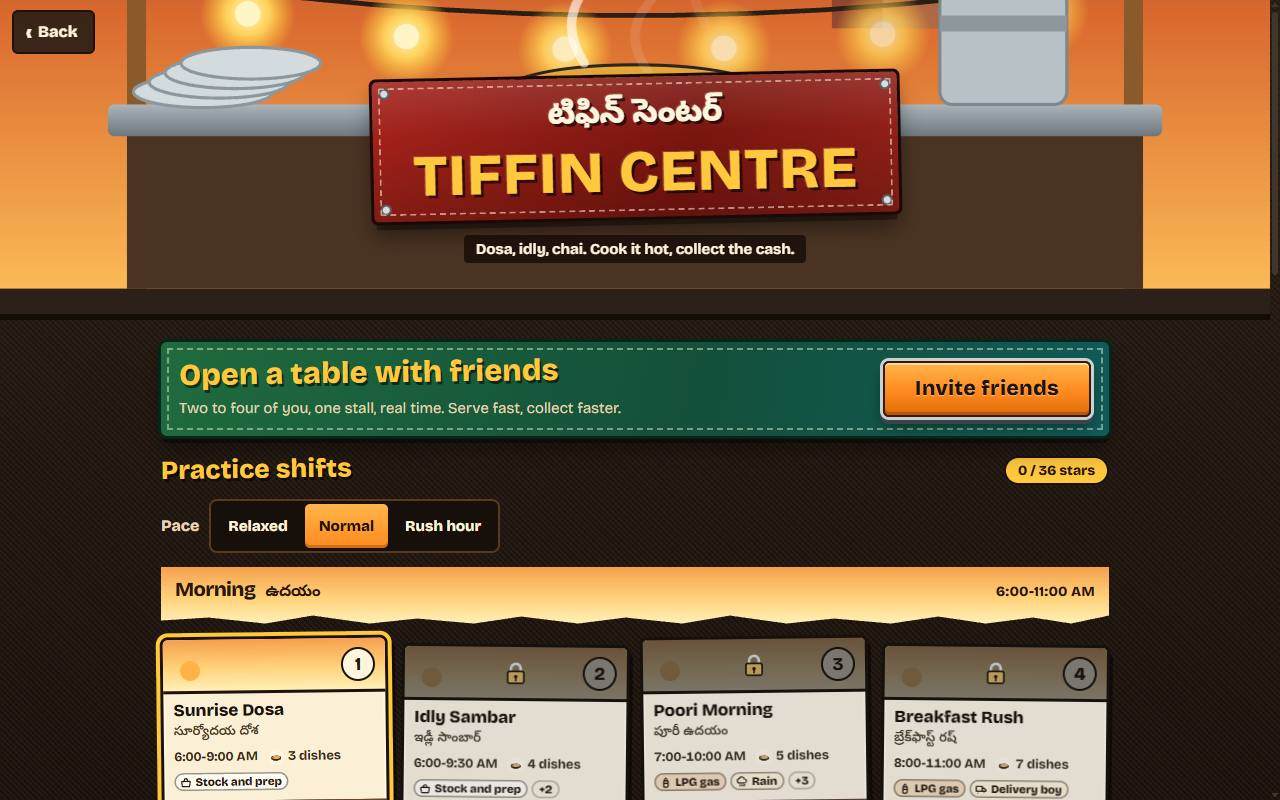 Back
టిఫిన్ సెంటర్
TIFFIN CENTRE
Dosa, idly, chai. Cook it hot, collect the cash.
Open a table with friends
Two to four of you, one stall, real time. Serve fast, collect faster.
Invite friends
Practice shifts
0 / 36 stars
Pace Relaxed Normal Rush hour
Morning ఉదయం 6:00-11:00 AM
1
Sunrise Dosa
సూర్యోదయ దోశ
6:00-9:00 AM 3 dishes
Stock and prep
2
Idly Sambar
ఇడ్లీ సాంబార్
6:00-9:30 AM 4 dishes
Stock and prep +2
3
Poori Morning
పూరీ ఉదయం
7:00-10:00 AM 5 dishes
LPG gas Rain +3
4
Breakfast Rush
బ్రేక్‌ఫాస్ట్ రష్
8:00-11:00 AM 7 dishes
LPG gas Delivery boy